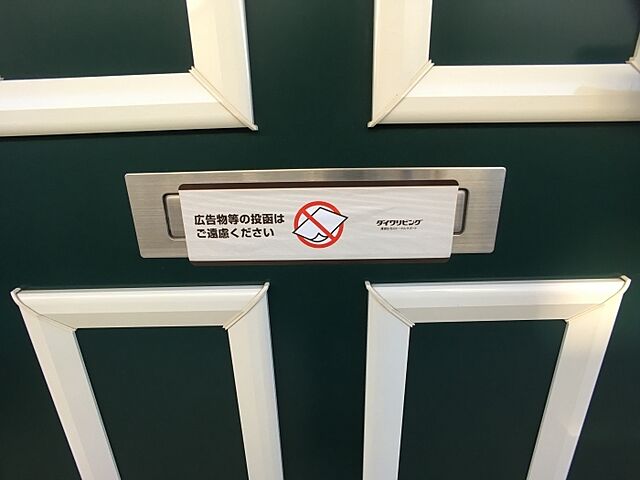 広告物等の投函は
ご遠慮ください
ダイワリビング